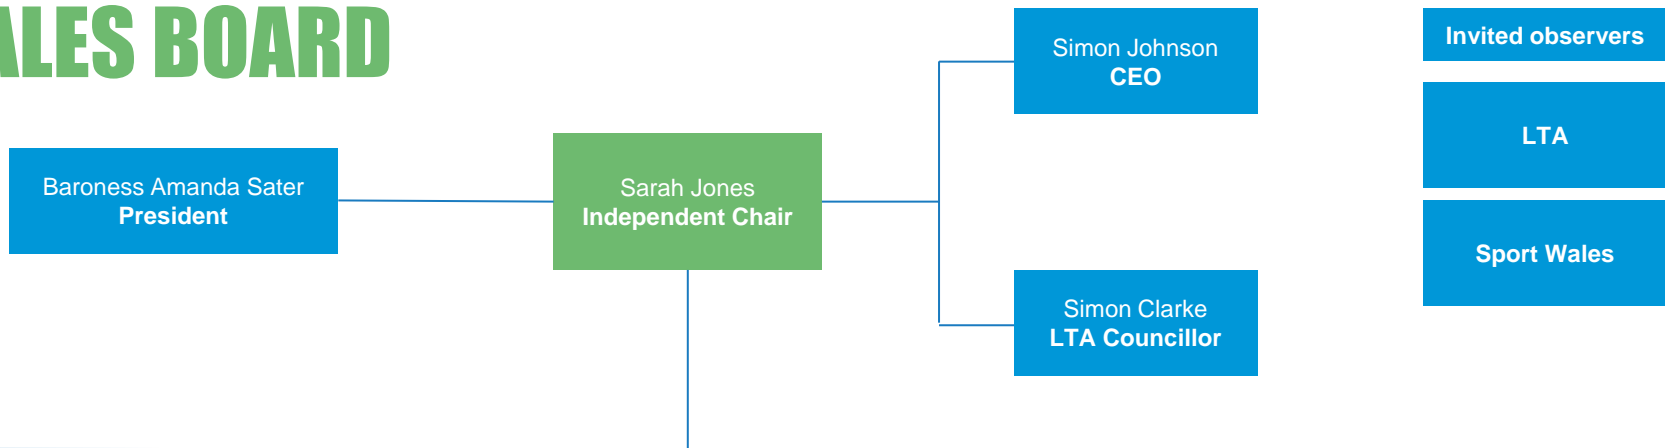 ALES BOARD
Simon Johnson
CEO
Invited observers
LTA
Baroness Amanda Sater
President
Sarah Jones
Independent Chair
Sport Wales
Simon Clarke
LTA Councillor